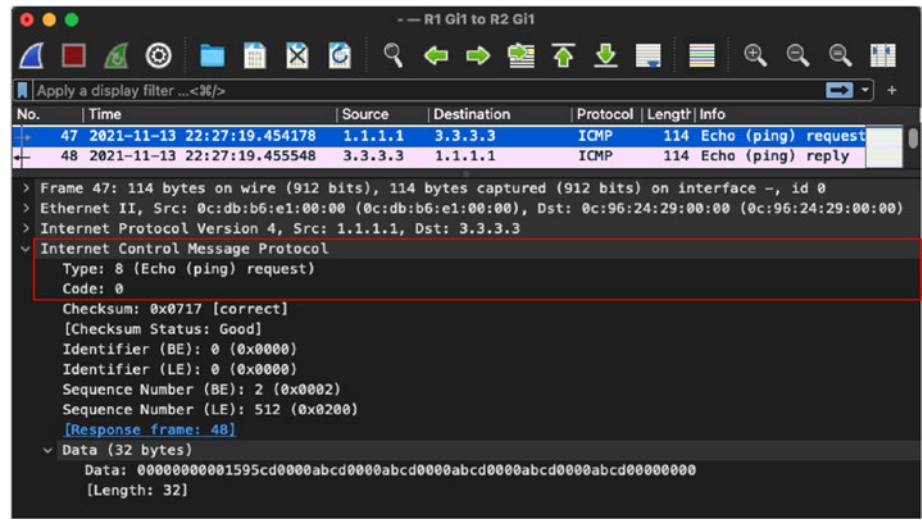 - — R1 Gi1 to R2 Gi1
Apply a display filter ...<⌘/>
No. Time Source Destination Protocol Length Info
47 2021-11-13 22:27:19.454178 1.1.1.1 3.3.3.3 ICMP 114 Echo (ping) request
48 2021-11-13 22:27:19.455548 3.3.3.3 1.1.1.1 ICMP 114 Echo (ping) reply
Frame 47: 114 bytes on wire (912 bits), 114 bytes captured (912 bits) on interface -, id 0
Ethernet II, Src: 0c:db:b6:e1:00:00 (0c:db:b6:e1:00:00), Dst: 0c:96:24:29:00:00 (0c:96:24:29:00:00)
Internet Protocol Version 4, Src: 1.1.1.1, Dst: 3.3.3.3
Internet Control Message Protocol
Type: 8 (Echo (ping) request)
Code: 0
Checksum: 0x0717 [correct]
[Checksum Status: Good]
Identifier (BE): 0 (0x0000)
Identifier (LE): 0 (0x0000)
Sequence Number (BE): 2 (0x0002)
Sequence Number (LE): 512 (0x0200)
[Response frame: 48]
Data (32 bytes)
Data: 00000000001595cd0000abcd0000abcd0000abcd0000abcd0000abcd00000000
[Length: 32]